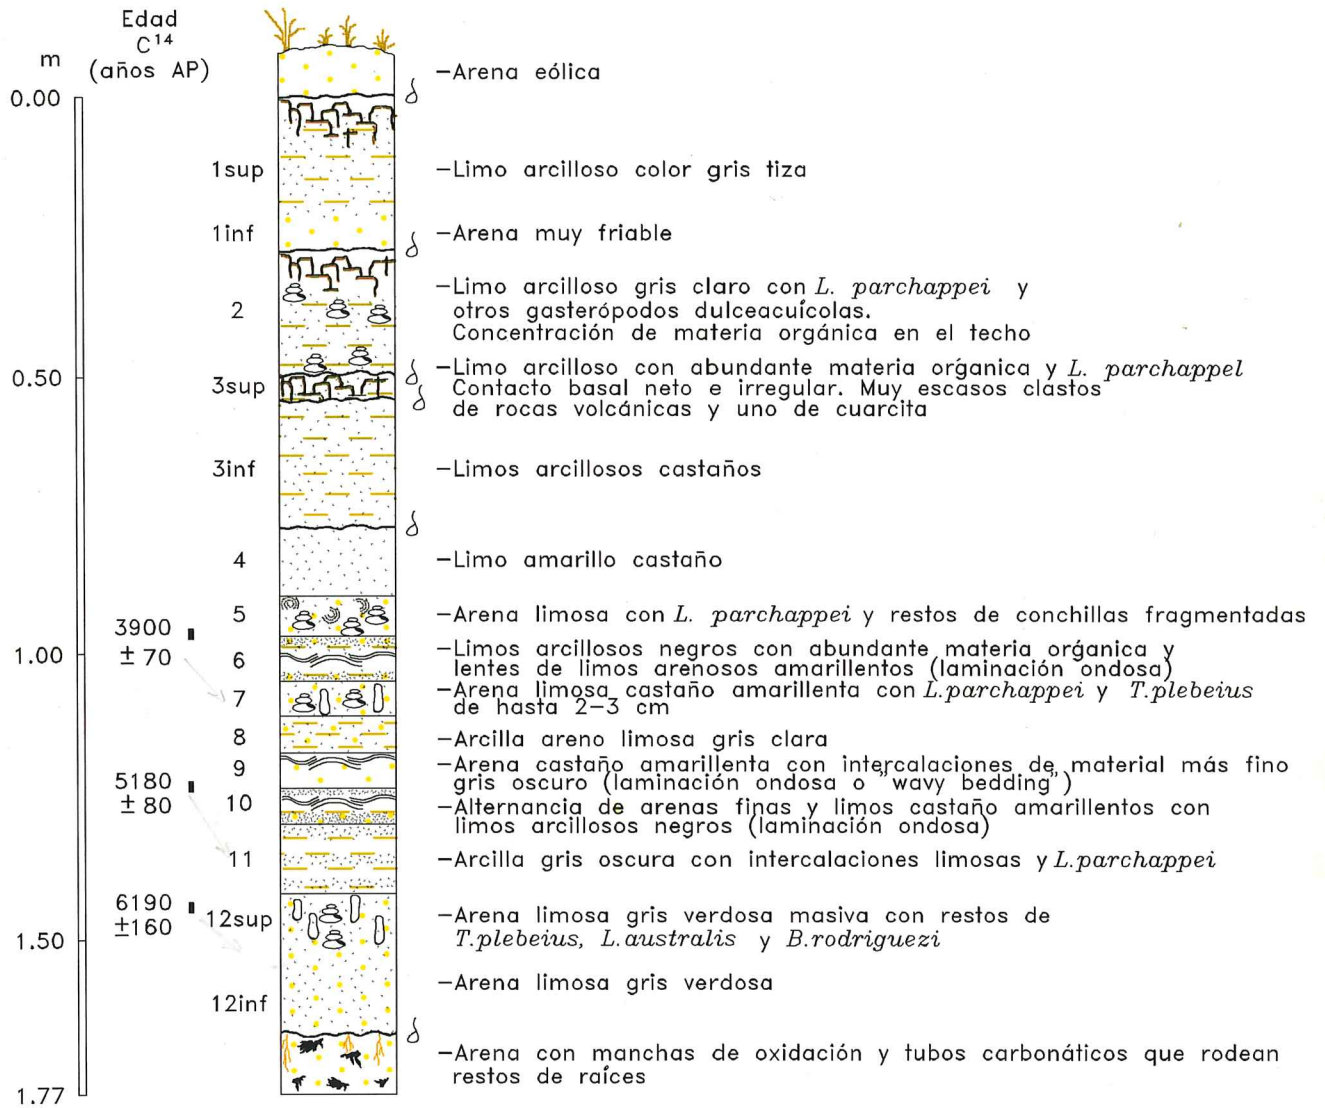 Edad
C14
(años AP)
m
0.00
0.50
1.00
1.50
1.77
3900
±70
5180
±80
6190
±160
1sup
1inf
2
3sup
3inf
4
5
6
7
8
9
10
11
12sup
12inf
–Arena eólica
–Limo arcilloso color gris tiza
–Arena muy friable
–Limo arcilloso gris claro con L. parchappei y
otros gasterópodos dulceacuícolas.
Concentración de materia orgánica en el techo
–Limo arcilloso con abundante materia orǵanica y L. parchappel
Contacto basal neto e irregular. Muy escasos clastos
de rocas volcánicas y uno de cuarcita
–Limos arcillosos castaños
–Limo amarillo castaño
–Arena limosa con L. parchappei y restos de conchillas fragmentadas
–Limos arcillosos negros con abundante materia orǵanica y
lentes de limos arenosos amarillentos (laminación ondosa)
–Arena limosa castaño amarillenta con L.parchappei y T.plebeius
de hasta 2–3 cm
–Arcilla areno limosa gris clara
–Arena castaño amarillenta con intercalaciones de material más fino
gris oscuro (laminación ondosa o "wavy bedding")
–Alternancia de arenas finas y limos castaño amarillentos con
limos arcillosos negros (laminación ondosa)
–Arcilla gris oscura con intercalaciones limosas y L.parchappei
–Arena limosa gris verdosa masiva con restos de
T.plebeius, L.australis y B.rodriguezi
–Arena limosa gris verdosa
–Arena con manchas de oxidación y tubos carbonáticos que rodean
restos de raíces